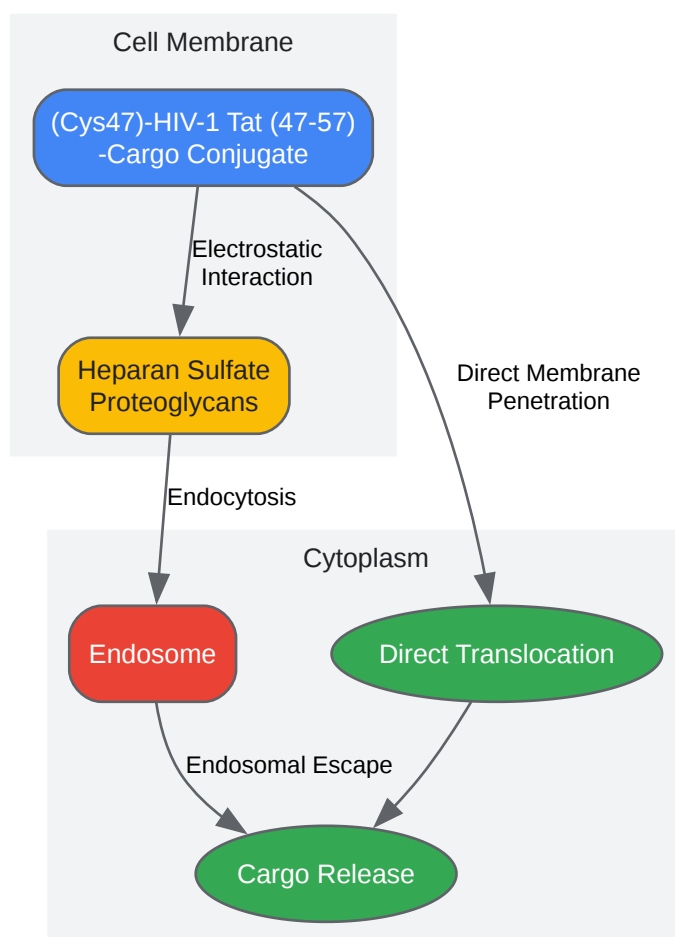 Cell Membrane
(Cys47)-HIV-1 Tat (47-57)
-Cargo Conjugate
Electrostatic
Interaction
Heparan Sulfate
Proteoglycans
Direct Membrane
Penetration
Endocytosis
Cytoplasm
Endosome
Direct Translocation
Endosomal Escape
Cargo Release